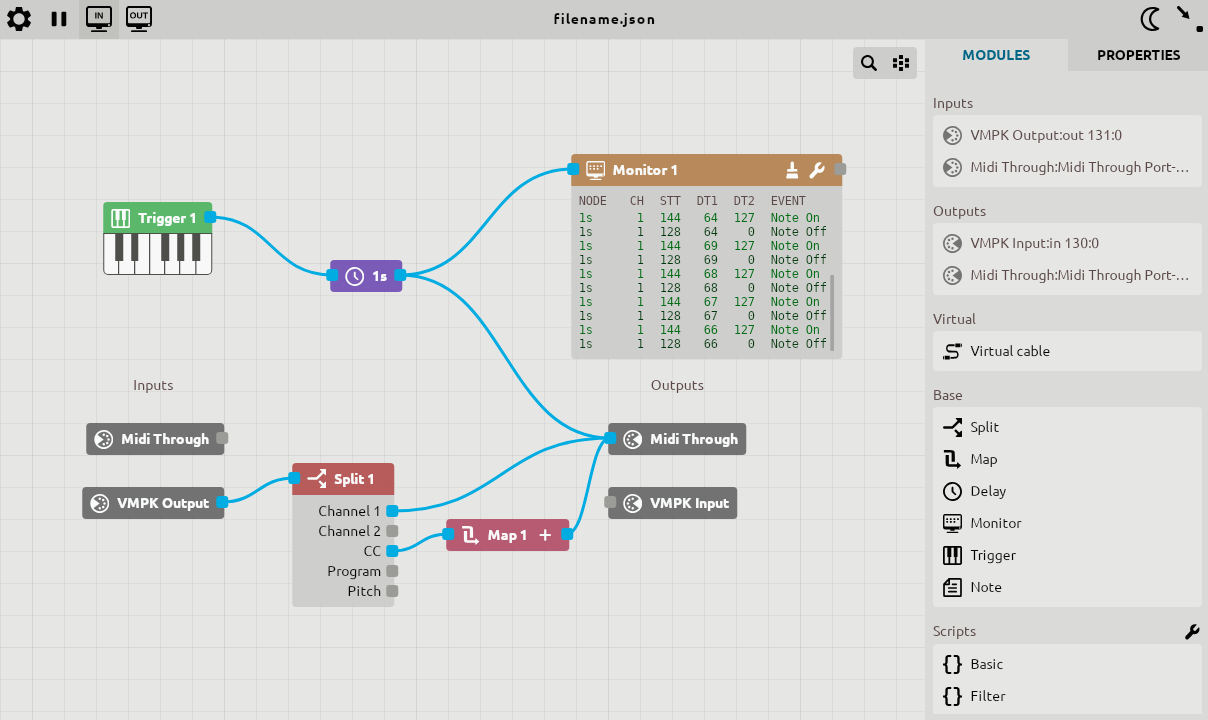 IN
OUT
filename.json
MODULES
PROPERTIES
Trigger 1
1s
Monitor 1
NODE CH STT DT1 DT2 EVENT
1s 1 144 64 127 Note On
1s 1 128 64 0 Note Off
1s 1 144 69 127 Note On
1s 1 128 69 0 Note Off
1s 1 144 68 127 Note On
1s 1 128 68 0 Note Off
1s 1 144 67 127 Note On
1s 1 128 67 0 Note Off
1s 1 144 66 127 Note On
1s 1 128 66 0 Note Off
Inputs
Outputs
Midi Through
VMPK Output
Split 1
Channel 1
Channel 2
CC
Program
Pitch
Map 1 +
Midi Through
VMPK Input
Inputs
VMPK Output:out 131:0
Midi Through:Midi Through Port-...
Outputs
VMPK Input:in 130:0
Midi Through:Midi Through Port-...
Virtual
Virtual cable
Base
Split
Map
Delay
Monitor
Trigger
Note
Scripts
Basic
Filter